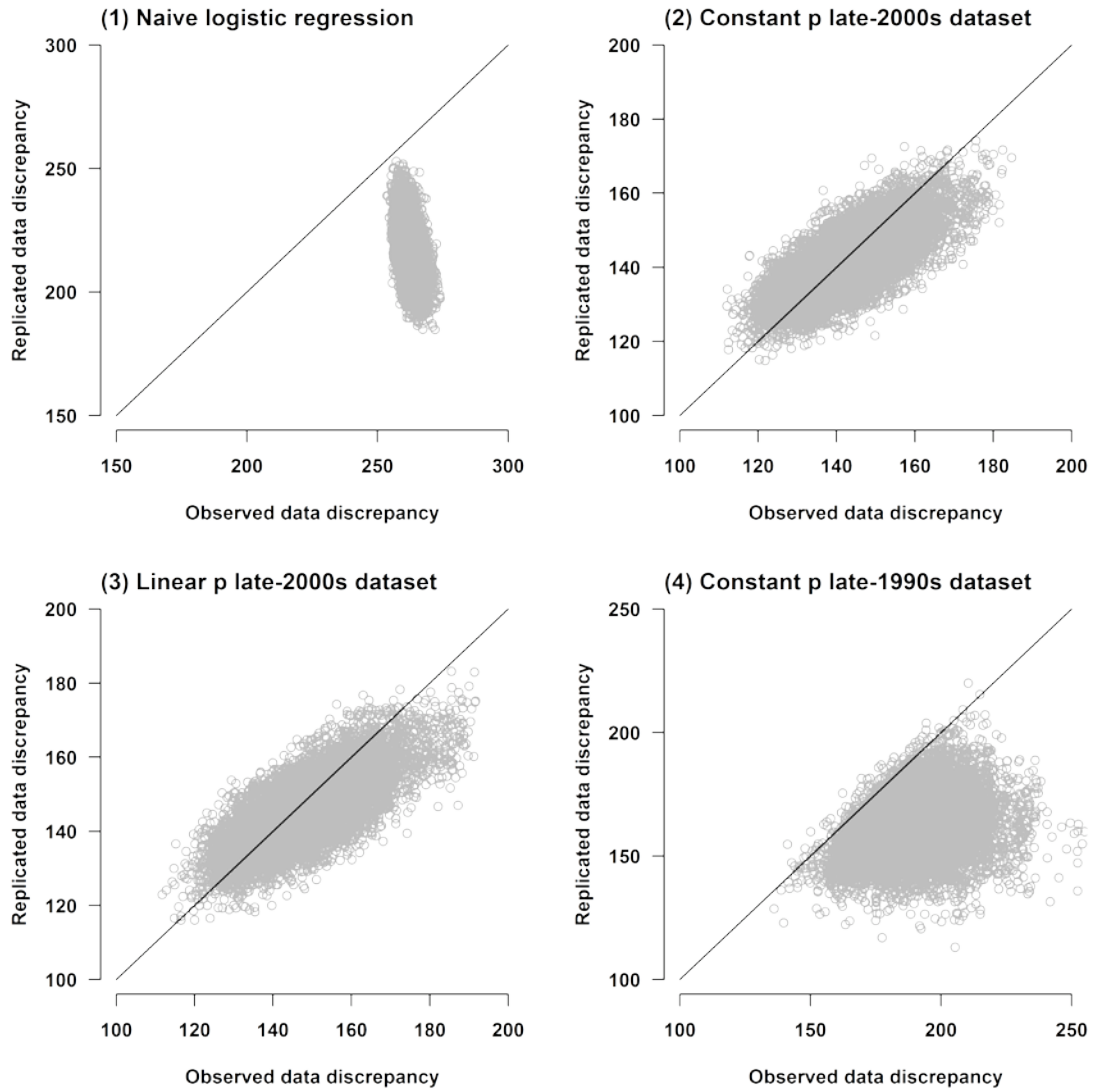 (1) Naive logistic regression
300
250
200
150
Replicated data discrepancy
150 200 250 300
Observed data discrepancy
(2) Constant p late-2000s dataset
200
180
160
140
120
100
Replicated data discrepancy
100 120 140 160 180 200
Observed data discrepancy
(3) Linear p late-2000s dataset
200
180
160
140
120
100
Replicated data discrepancy
100 120 140 160 180 200
Observed data discrepancy
(4) Constant p late-1990s dataset
250
200
150
100
Replicated data discrepancy
100 150 200 250
Observed data discrepancy